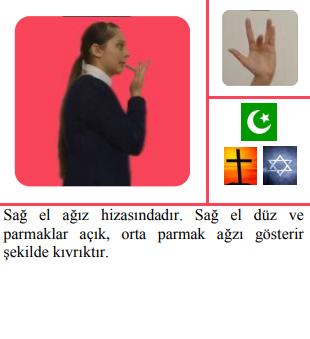 Sağ el ağız hizasındadır. Sağ el düz ve
parmaklar açık, orta parmak ağzı gösterir
şekilde kıvrıktır.